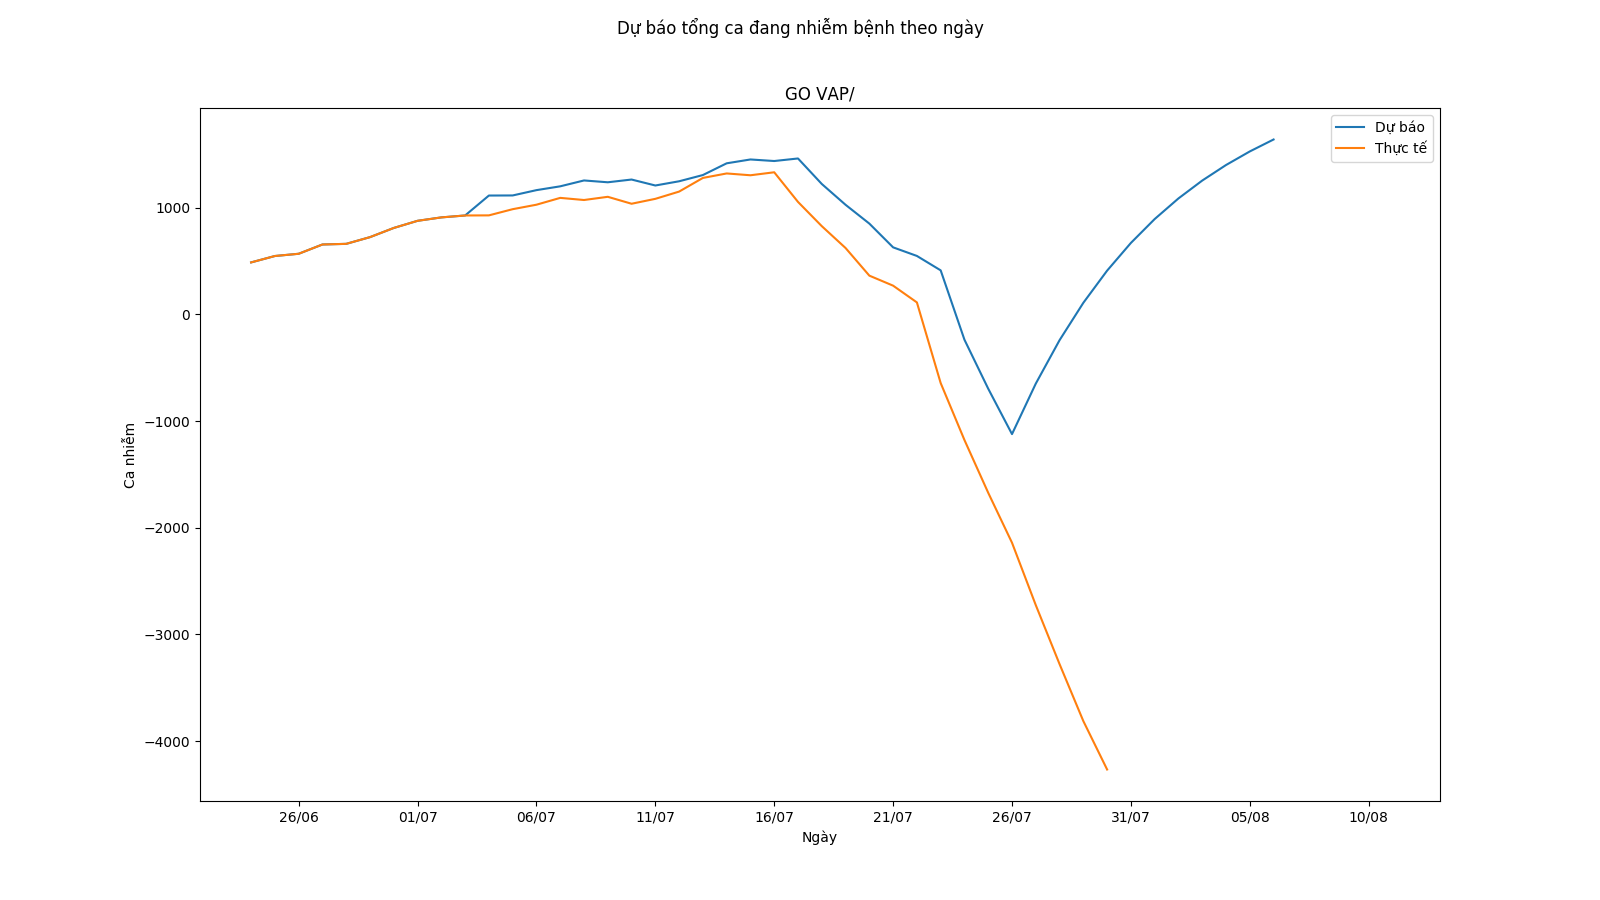 Dự báo tổng ca đang nhiễm bệnh theo ngày
GO VAP/
Dự báo
Thực tế
1000
0
−1000
−2000
−3000
−4000
Ca nhiễm
26/06
01/07
06/07
11/07
16/07
21/07
26/07
31/07
05/08
10/08
Ngày